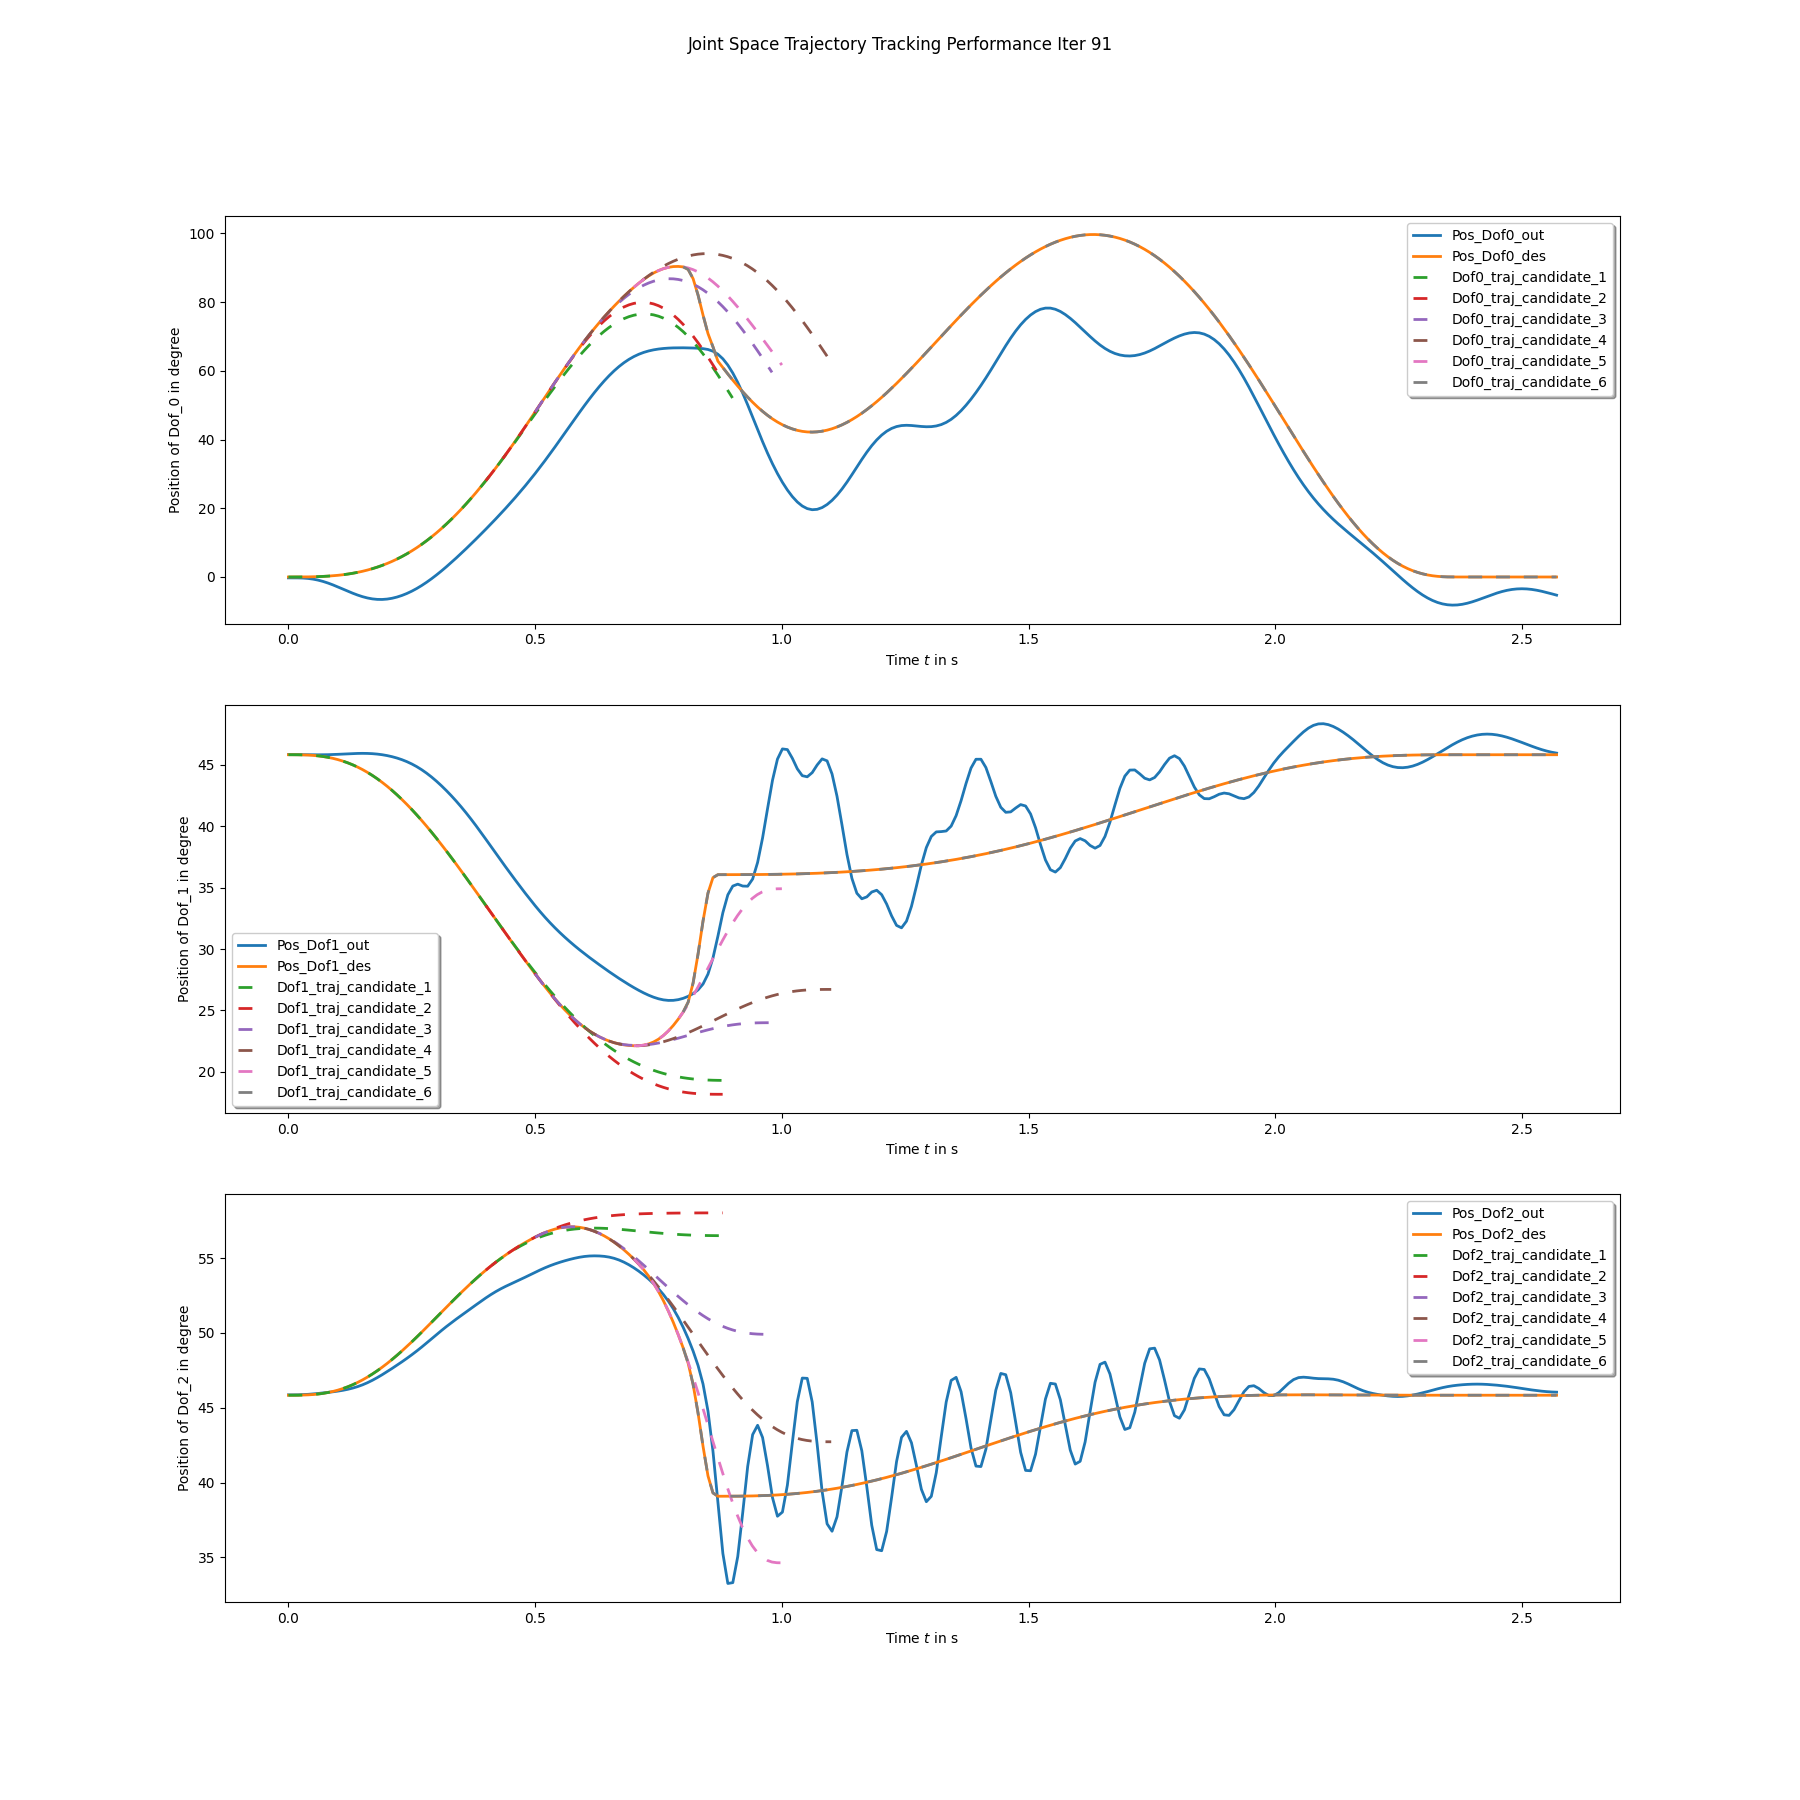 Joint Space Trajectory Tracking Performance Iter 91
Position of Dof_0 in degree
100
80
60
40
20
0
0.0 0.5 1.0 1.5 2.0 2.5
Time t in s
Pos_Dof0_out
Pos_Dof0_des
Dof0_traj_candidate_1
Dof0_traj_candidate_2
Dof0_traj_candidate_3
Dof0_traj_candidate_4
Dof0_traj_candidate_5
Dof0_traj_candidate_6
Position of Dof_1 in degree
45
40
35
30
25
20
0.0 0.5 1.0 1.5 2.0 2.5
Time t in s
Pos_Dof1_out
Pos_Dof1_des
Dof1_traj_candidate_1
Dof1_traj_candidate_2
Dof1_traj_candidate_3
Dof1_traj_candidate_4
Dof1_traj_candidate_5
Dof1_traj_candidate_6
Position of Dof_2 in degree
55
50
45
40
35
0.0 0.5 1.0 1.5 2.0 2.5
Time t in s
Pos_Dof2_out
Pos_Dof2_des
Dof2_traj_candidate_1
Dof2_traj_candidate_2
Dof2_traj_candidate_3
Dof2_traj_candidate_4
Dof2_traj_candidate_5
Dof2_traj_candidate_6